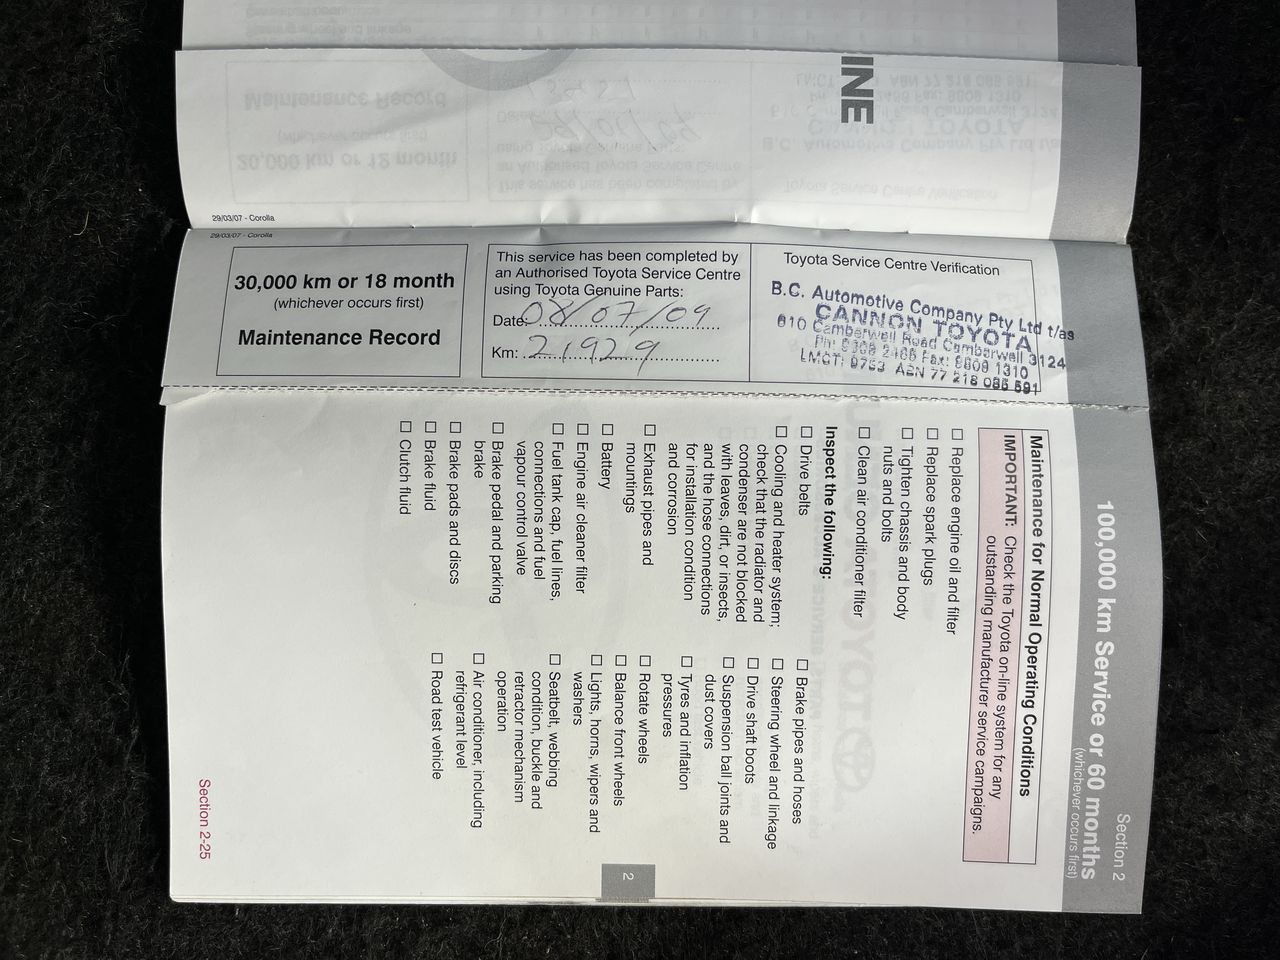 INE
29/03/07 - Corolla
29/03/07 - Corolla
30,000 km or 18 month
(whichever occurs first)
Maintenance Record
This service has been completed by
an Authorised Toyota Service Centre
using Toyota Genuine Parts:
Date: 08/07/09
Km: 21929
Toyota Service Centre Verification
B.C. Automotive Company Pty Ltd t/as
CANNON TOYOTA
610 Camberwell Road Camberwell 3124
Fax: 9809 1310
LMCT: ABN 77 218 085 591
Section 2
100,000 km Service or 60 months
(whichever occurs first)
Maintenance for Normal Operating Conditions
IMPORTANT: Check the Toyota on-line system for any
outstanding manufacturer service campaigns.
☐ Replace engine oil and filter
☐ Replace spark plugs
☐ Tighten chassis and body
nuts and bolts
☐ Clean air conditioner filter
Inspect the following:
☐ Drive belts
☐ Cooling and heater system;
check that the radiator and
condenser are not blocked
with leaves, dirt, or insects,
and the hose connections
for installation condition
and corrosion
☐ Exhaust pipes and
mountings
☐ Battery
☐ Engine air cleaner filter
☐ Fuel tank cap, fuel lines,
connections and fuel
vapour control valve
☐ Brake pedal and parking
brake
☐ Brake pads and discs
☐ Brake fluid
☐ Clutch fluid
☐ Brake pipes and hoses
☐ Steering wheel and linkage
☐ Drive shaft boots
☐ Suspension ball joints and
dust covers
☐ Tyres and inflation
pressures
☐ Rotate wheels
☐ Balance front wheels
☐ Lights, horns, wipers and
washers
☐ Seatbelt, webbing
condition, buckle and
retractor mechanism
operation
☐ Air conditioner, including
refrigerant level
☐ Road test vehicle
2
Section 2-25